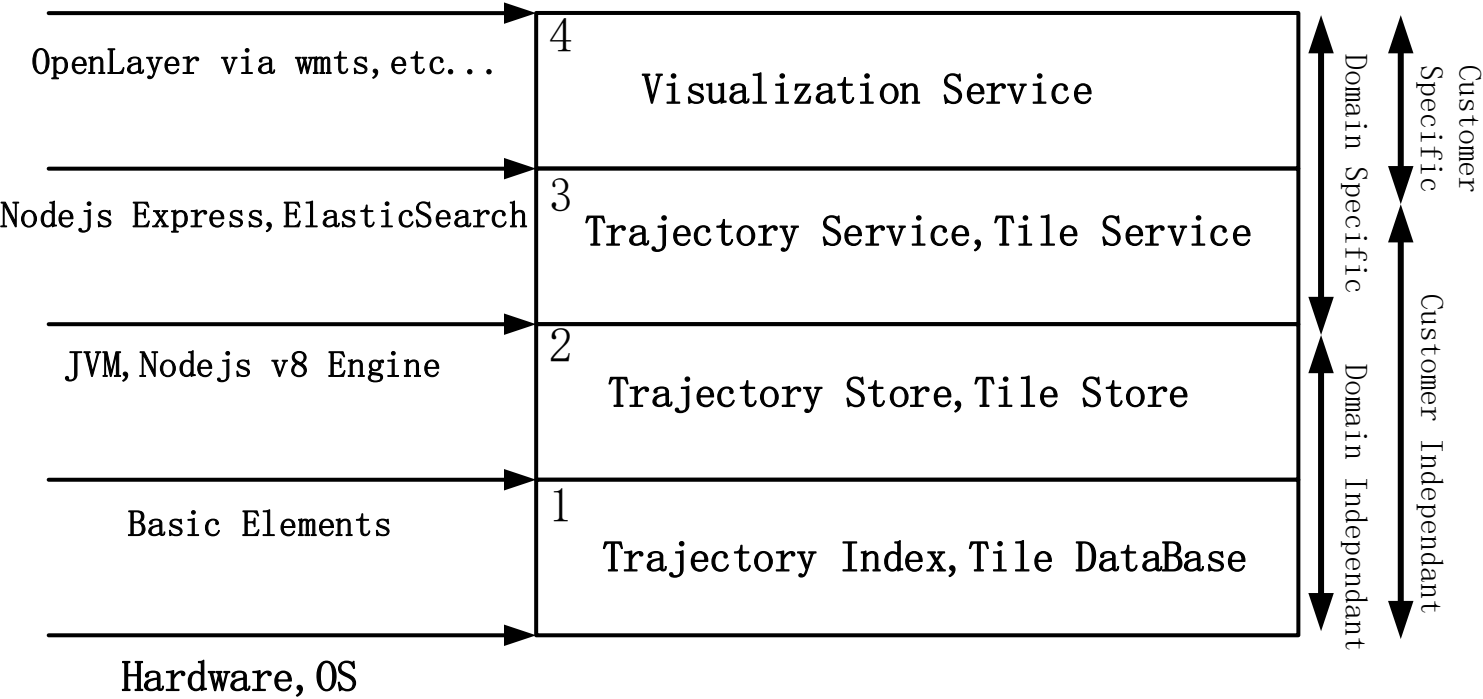 4
OpenLayer via wmts,etc...
Visualization Service
3
Nodejs Express,ElasticSearch
Trajectory Service,Tile Service
2
JVM,Nodejs v8 Engine
Trajectory Store,Tile Store
1
Basic Elements
Trajectory Index,Tile DataBase
Hardware,OS
Domain Specific
Domain Independant
Customer
Specific
Customer Independant